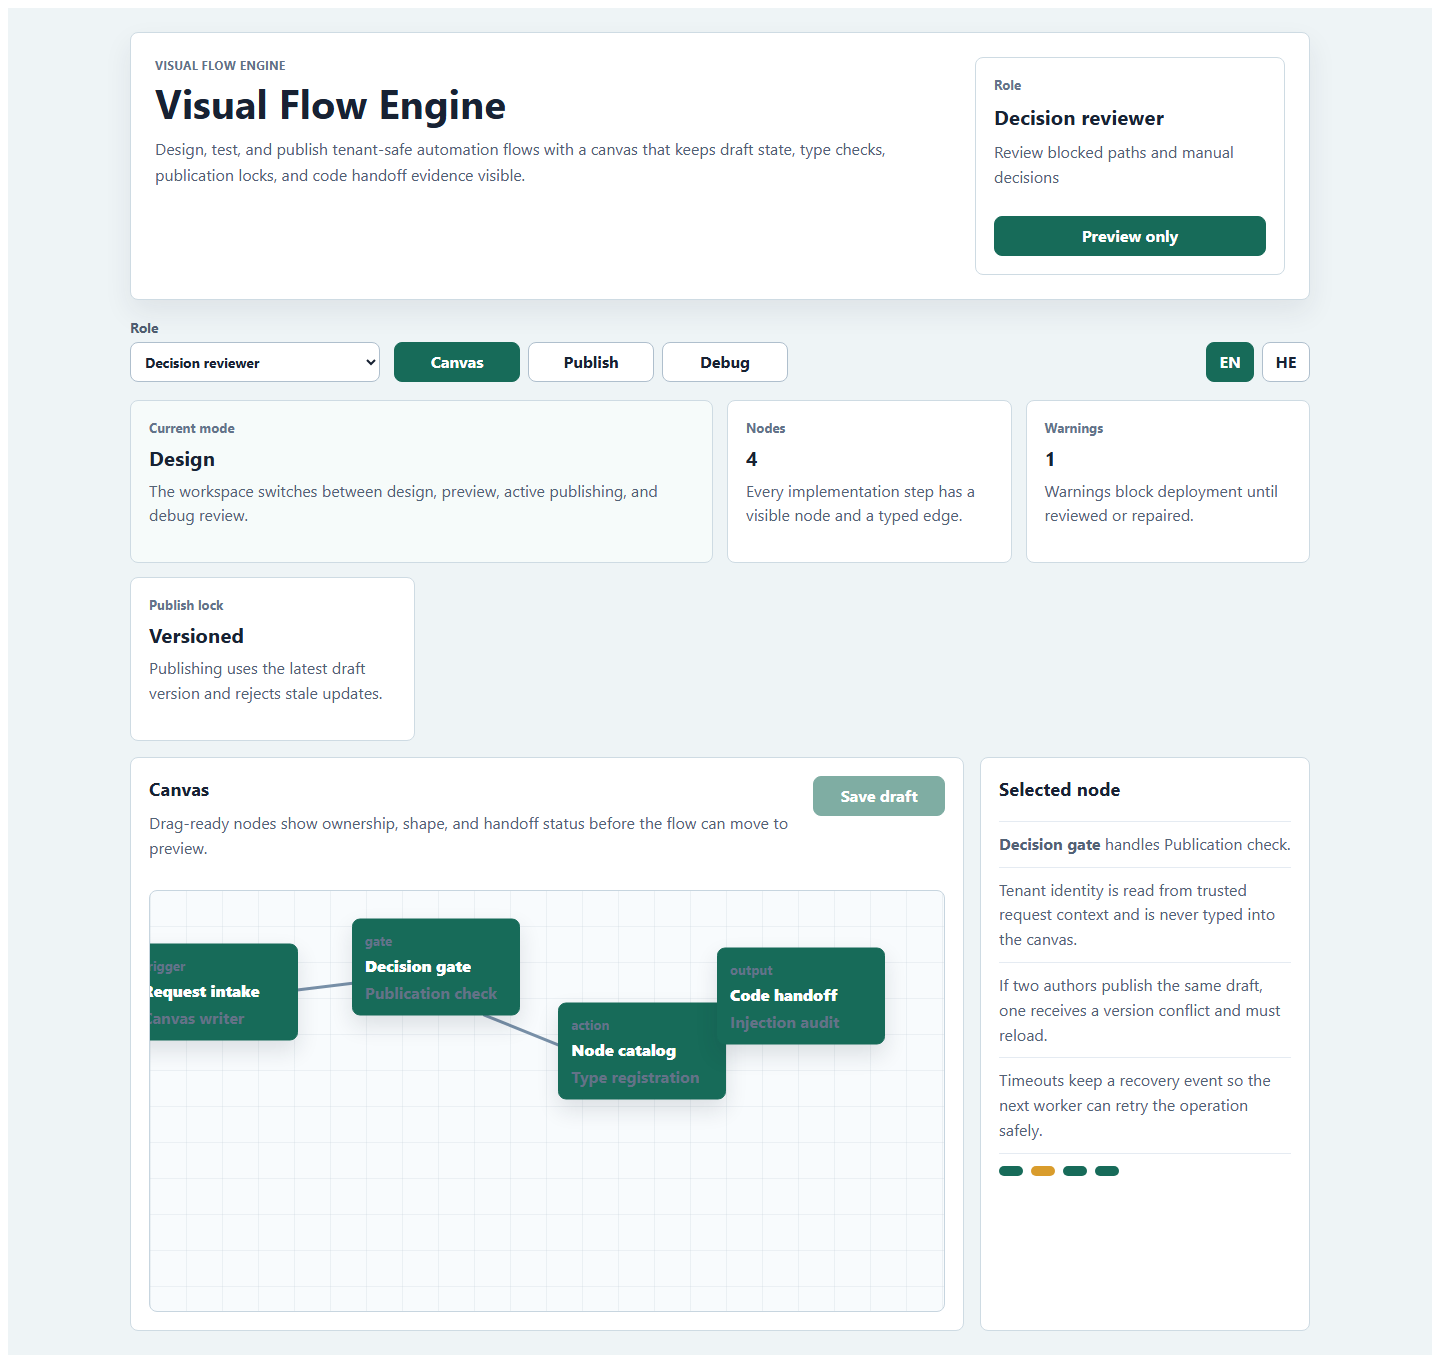 VISUAL FLOW ENGINE
Visual Flow Engine
Design, test, and publish tenant-safe automation flows with a canvas that keeps draft state, type checks,
publication locks, and code handoff evidence visible.
Role
Decision reviewer
Review blocked paths and manual
decisions
Preview only
Role
Decision reviewer
Canvas
Publish
Debug
EN
HE
Current mode
Design
The workspace switches between design, preview, active publishing, and
debug review.
Nodes
4
Every implementation step has a
visible node and a typed edge.
Warnings
1
Warnings block deployment until
reviewed or repaired.
Publish lock
Versioned
Publishing uses the latest draft
version and rejects stale updates.
Canvas
Drag-ready nodes show ownership, shape, and handoff status before the flow can move to
preview.
Save draft
rigger
Request intake
Canvas writer
gate
Decision gate
Publication check
action
Node catalog
Type registration
output
Code handoff
Injection audit
Selected node
Decision gate handles Publication check.
Tenant identity is read from trusted
request context and is never typed into
the canvas.
If two authors publish the same draft,
one receives a version conflict and must
reload.
Timeouts keep a recovery event so the
next worker can retry the operation
safely.